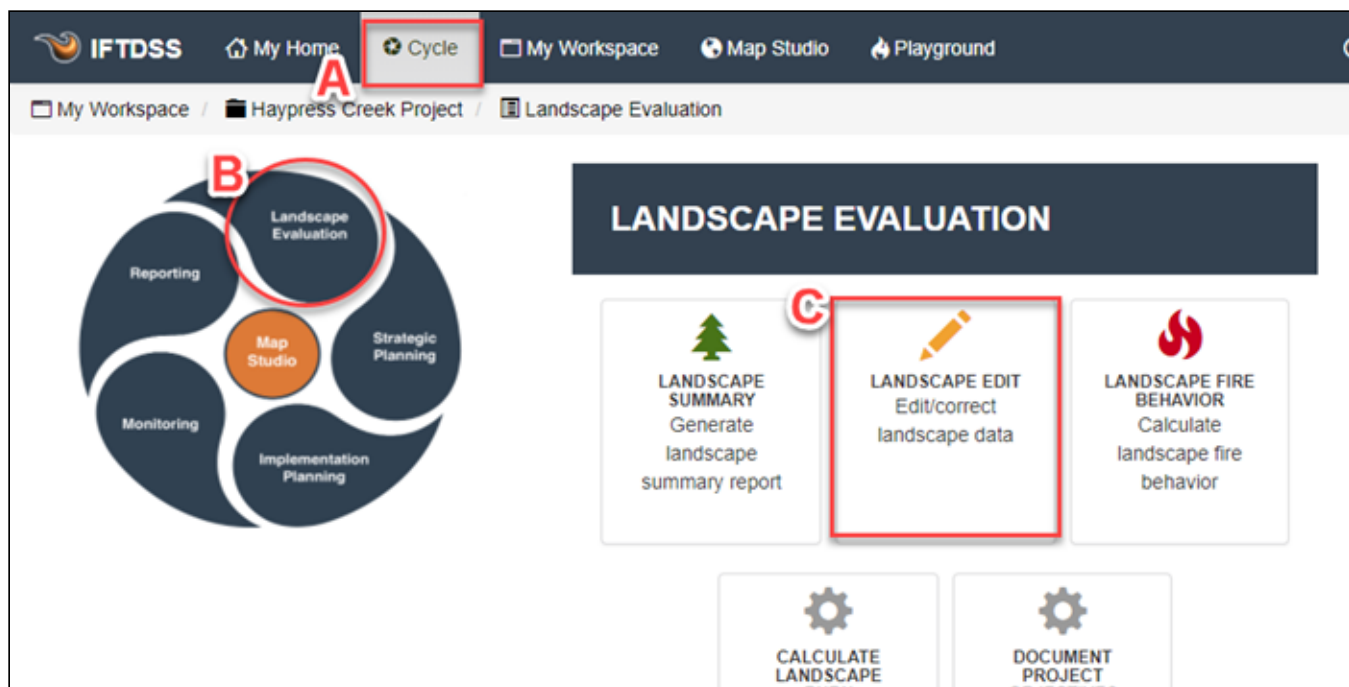 IFTDSS My Home Cycle My Workspace Map Studio Playground
A
My Workspace / Haypress Creek Project / Landscape Evaluation
B
Landscape
Evaluation
Reporting
Map
Studio
Strategic
Planning
Monitoring
Implementation
Planning
LANDSCAPE EVALUATION
LANDSCAPE
SUMMARY
Generate
landscape
summary report
C
LANDSCAPE EDIT
Edit/correct
landscape data
LANDSCAPE FIRE
BEHAVIOR
Calculate
landscape fire
behavior
CALCULATE
LANDSCAPE
DOCUMENT
PROJECT